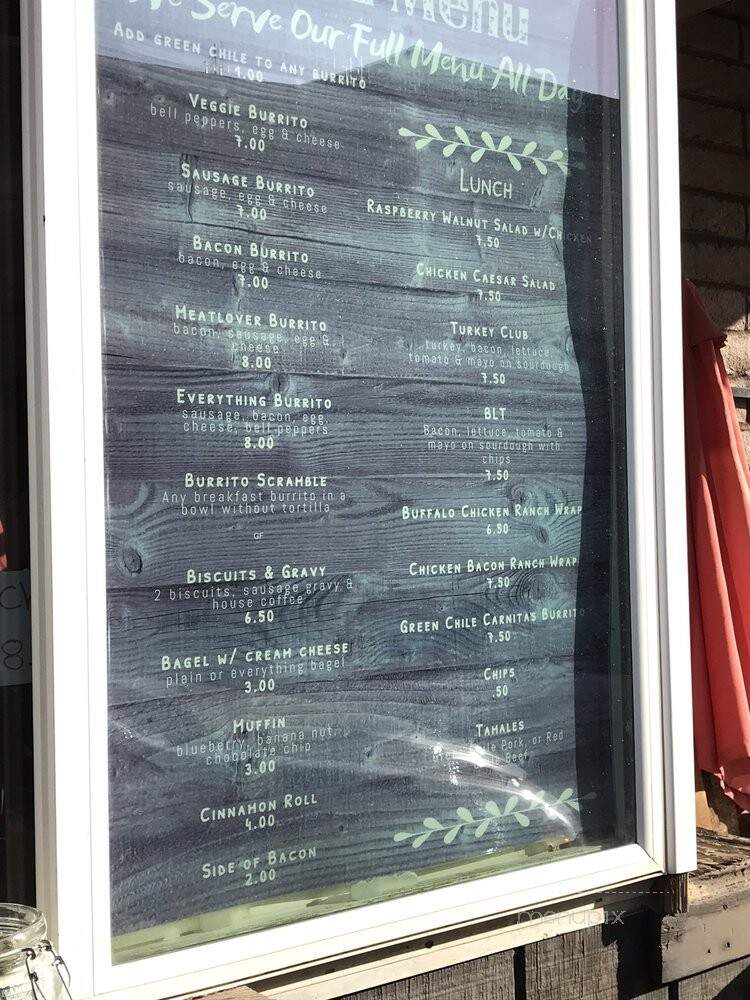 Menu
We Serve Our Full Menu All Day
Add green chile to any burrito
1.00
Veggie Burrito
bell peppers, egg & cheese
7.00
Sausage Burrito
sausage, egg & cheese
7.00
Bacon Burrito
bacon, egg & cheese
7.00
Meatlover Burrito
bacon, sausage, egg &
cheese
8.00
Everything Burrito
sausage, bacon, egg,
cheese, bell peppers
8.00
Burrito Scramble
Any breakfast burrito in a
bowl without tortilla
GF
Biscuits & Gravy
2 biscuits, sausage gravy &
house coffee
6.50
Bagel w/ cream cheese
plain or everything bagel
3.00
Muffin
blueberry, banana nut,
chocolate chip
3.00
Cinnamon Roll
4.00
Side of Bacon
2.00
Lunch
Raspberry Walnut Salad w/Chicken
7.50
Chicken Caesar Salad
7.50
Turkey Club
turkey, bacon, lettuce,
tomato & mayo on sourdough
7.50
BLT
Bacon, lettuce, tomato &
mayo on sourdough with
chips
7.50
Buffalo Chicken Ranch Wrap
6.50
Chicken Bacon Ranch Wrap
7.50
Green Chile Carnitas Burrito
7.50
Chips
.50
Tamales
Pork, or Red
Beef
menupix